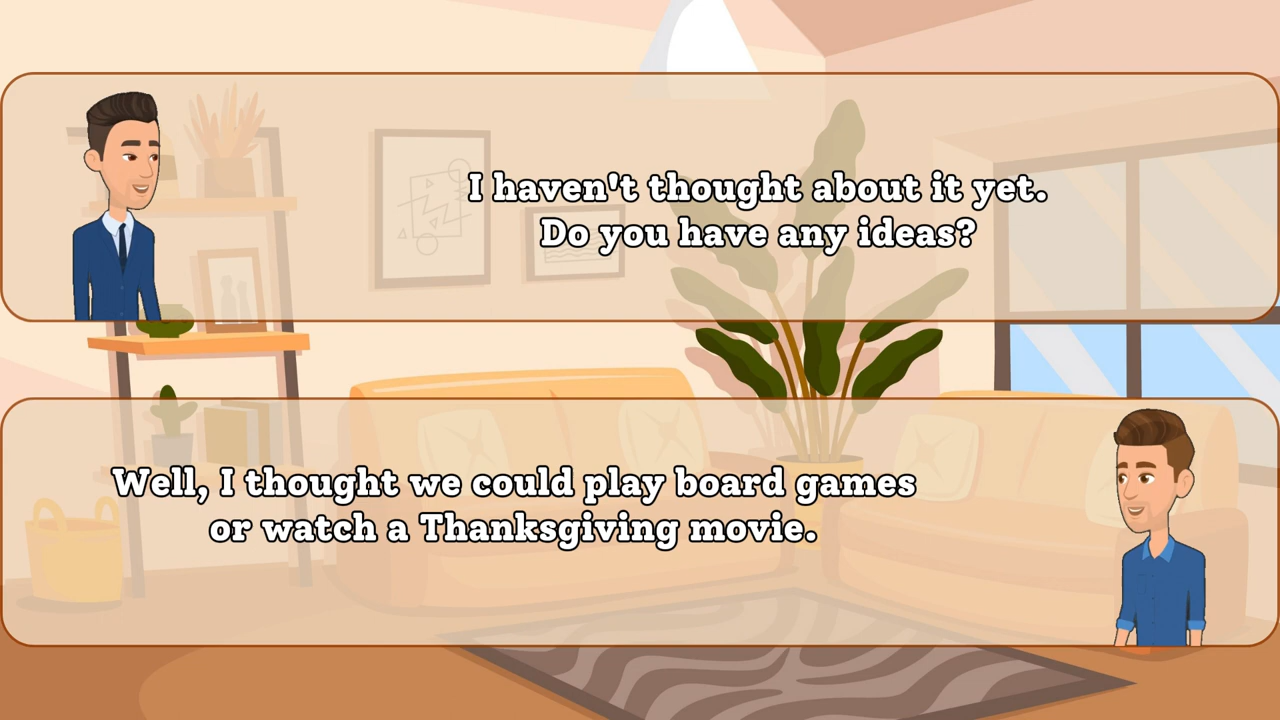 I haven't thought about it yet.
Do you have any ideas?
Well, I thought we could play board games
or watch a Thanksgiving movie.